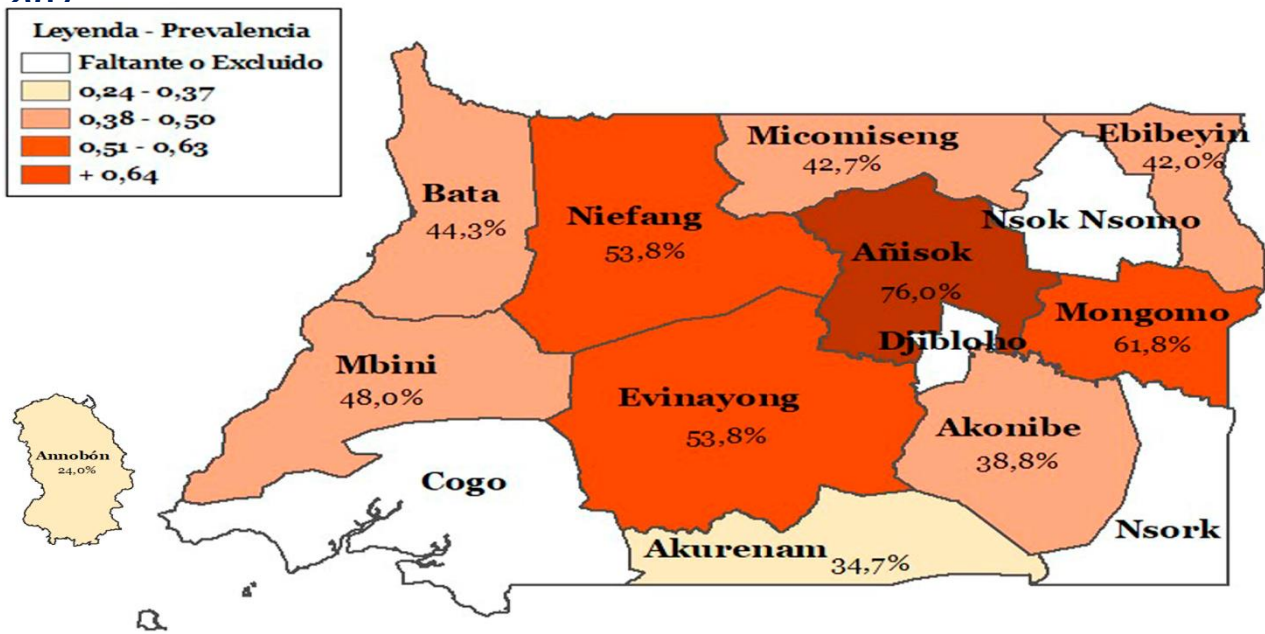 Leyenda - Prevalencia
Faltante o Excluido
0,24 - 0,37
0,38 - 0,50
0,51 - 0,63
+ 0,64
Micomiseng
42,7%
Ebibeyin
42,0%
Bata
44,3%
Niefang
53,8%
Nsok Nsomo
Añisok
76,0%
Mongomo
61,8%
Djibloho
Mbini
48,0%
Evinayong
53,8%
Akonibe
38,8%
Annobón
24,0%
Cogo
Nsork
Akurenam 34,7%